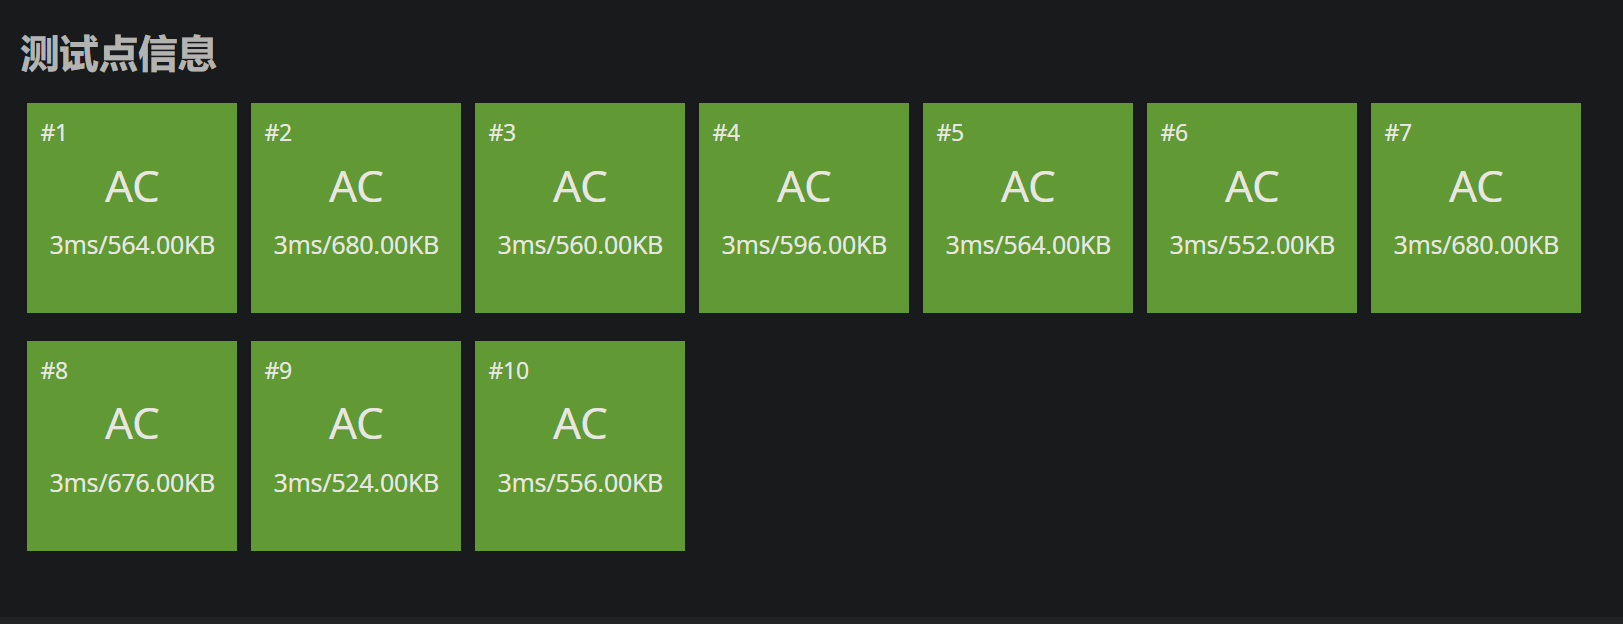 测试点信息
#1 #2 #3 #4 #5 #6 #7
AC AC AC AC AC AC AC
3ms/564.00KB 3ms/680.00KB 3ms/560.00KB 3ms/596.00KB 3ms/564.00KB 3ms/552.00KB 3ms/680.00KB
#8 #9 #10
AC AC AC
3ms/676.00KB 3ms/524.00KB 3ms/556.00KB